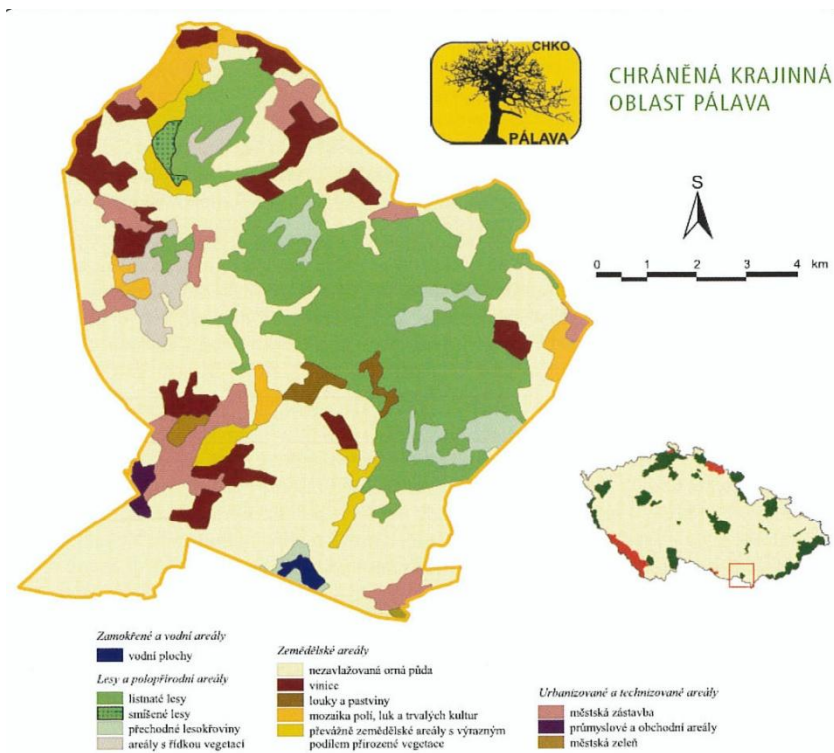 CHKO
PÁLAVA
CHRÁNĚNÁ KRAJINNÁ
OBLAST PÁLAVA
S
0 1 2 3 4 km
Zamokřené a vodní areály
vodní plochy
Lesy a polopřírodní areály
listnaté lesy
smíšené lesy
přechodné lesokřoviny
areály s řídkou vegetací
Zemědělské areály
nezavlažovaná orná půda
vinice
louky a pastviny
mozaika polí, luk a trvalých kultur
převážně zemědělské areály s výrazným
podílem přirozené vegetace
Urbanizované a technizované areály
městská zástavba
průmyslové a obchodní areály
městská zeleň